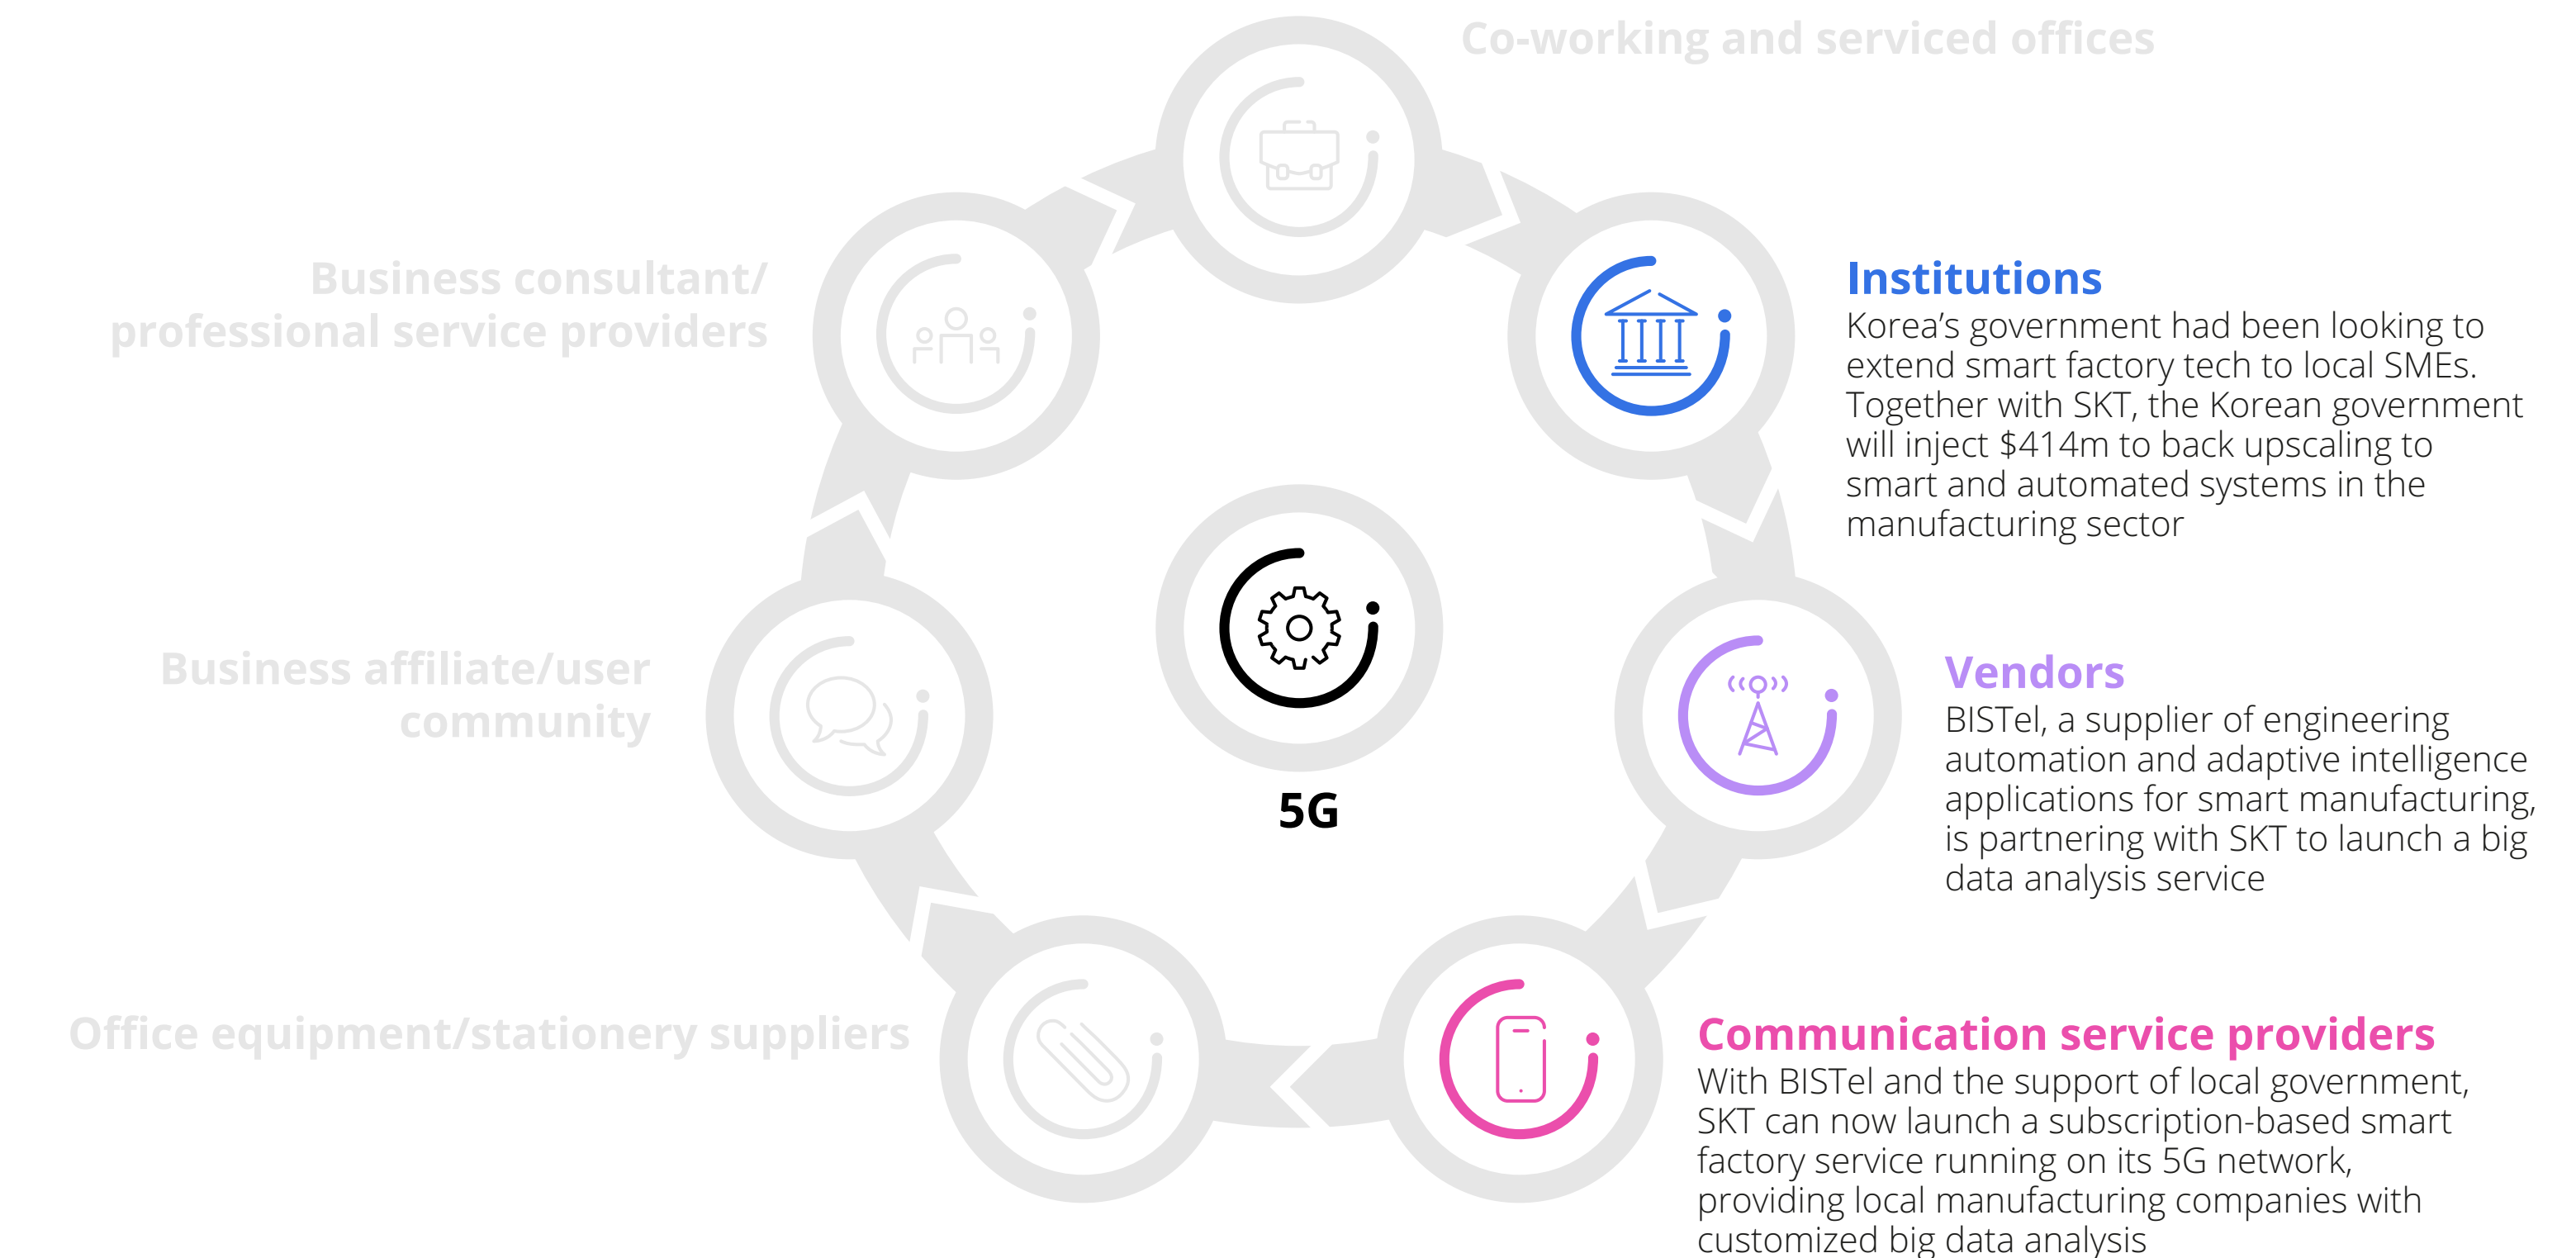 Co-working and serviced offices
Business consultant/
professional service providers
Institutions
Korea’s government had been looking to
extend smart factory tech to local SMEs.
Together with SKT, the Korean government
will inject $414m to back upscaling to
smart and automated systems in the
manufacturing sector
Business affiliate/user
community
5G
Vendors
BISTel, a supplier of engineering
automation and adaptive intelligence
applications for smart manufacturing,
is partnering with SKT to launch a big
data analysis service
Office equipment/stationery suppliers
Communication service providers
With BISTel and the support of local government,
SKT can now launch a subscription-based smart
factory service running on its 5G network,
providing local manufacturing companies with
customized big data analysis